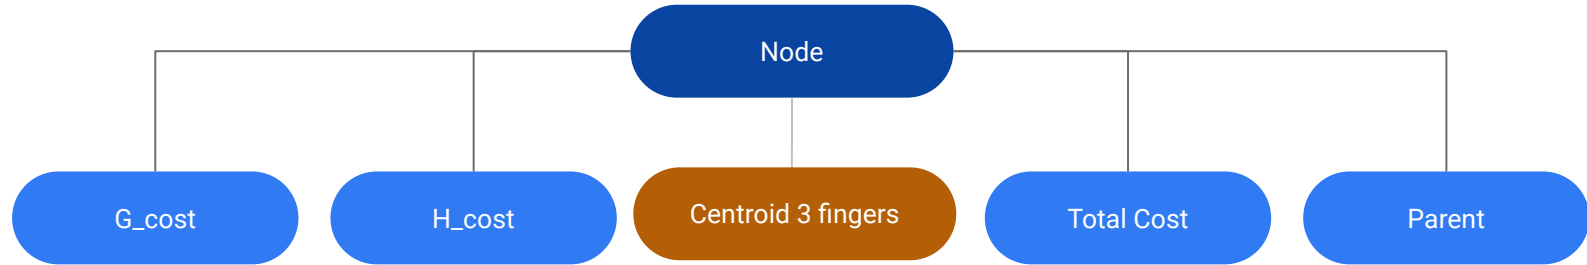 Node
G_cost
H_cost
Centroid 3 fingers
Total Cost
Parent